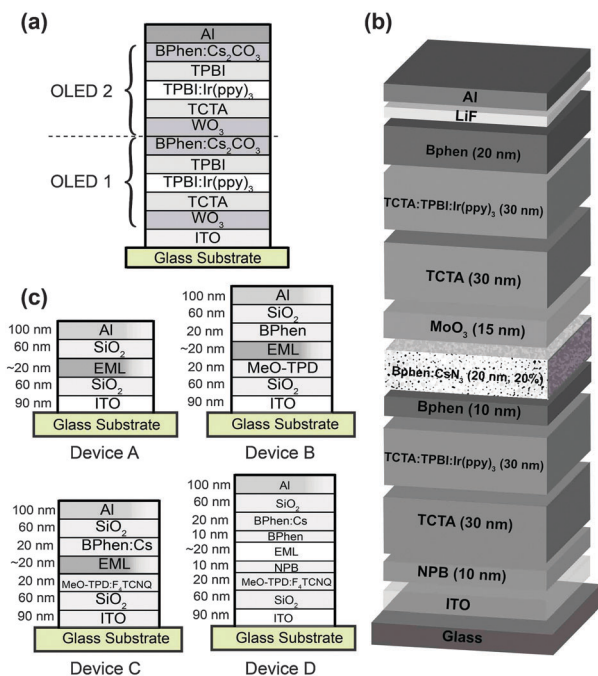 (a)
Al
BPhen:Cs₂CO₃
TPBI
TPBI:Ir(ppy)₃
TCTA
WO₃
OLED 2
BPhen:Cs₂CO₃
TPBI
TPBI:Ir(ppy)₃
TCTA
WO₃
OLED 1
ITO
Glass Substrate
(b)
Al
LiF
Bphen (20 nm)
TCTA:TPBI:Ir(ppy)₃ (30 nm)
TCTA (30 nm)
MoO₃ (15 nm)
Bphen:CsN₃ (20 nm, 20%)
Bphen (10 nm)
TCTA:TPBI:Ir(ppy)₃ (30 nm)
TCTA (30 nm)
NPB (10 nm)
ITO
Glass
(c)
100 nm Al
60 nm SiO₂
~20 nm EML
60 nm SiO₂
90 nm ITO
Glass Substrate
Device A
100 nm Al
60 nm SiO₂
20 nm BPhen
~20 nm EML
20 nm MeO-TPD
60 nm SiO₂
90 nm ITO
Glass Substrate
Device B
100 nm Al
60 nm SiO₂
20 nm BPhen:Cs
~20 nm EML
20 nm MeO-TPD:F₄TCNQ
60 nm SiO₂
90 nm ITO
Glass Substrate
Device C
100 nm Al
60 nm SiO₂
20 nm BPhen:Cs
10 nm BPhen
~20 nm EML
10 nm NPB
20 nm MeO-TPD:F₄TCNQ
60 nm SiO₂
90 nm ITO
Glass Substrate
Device D